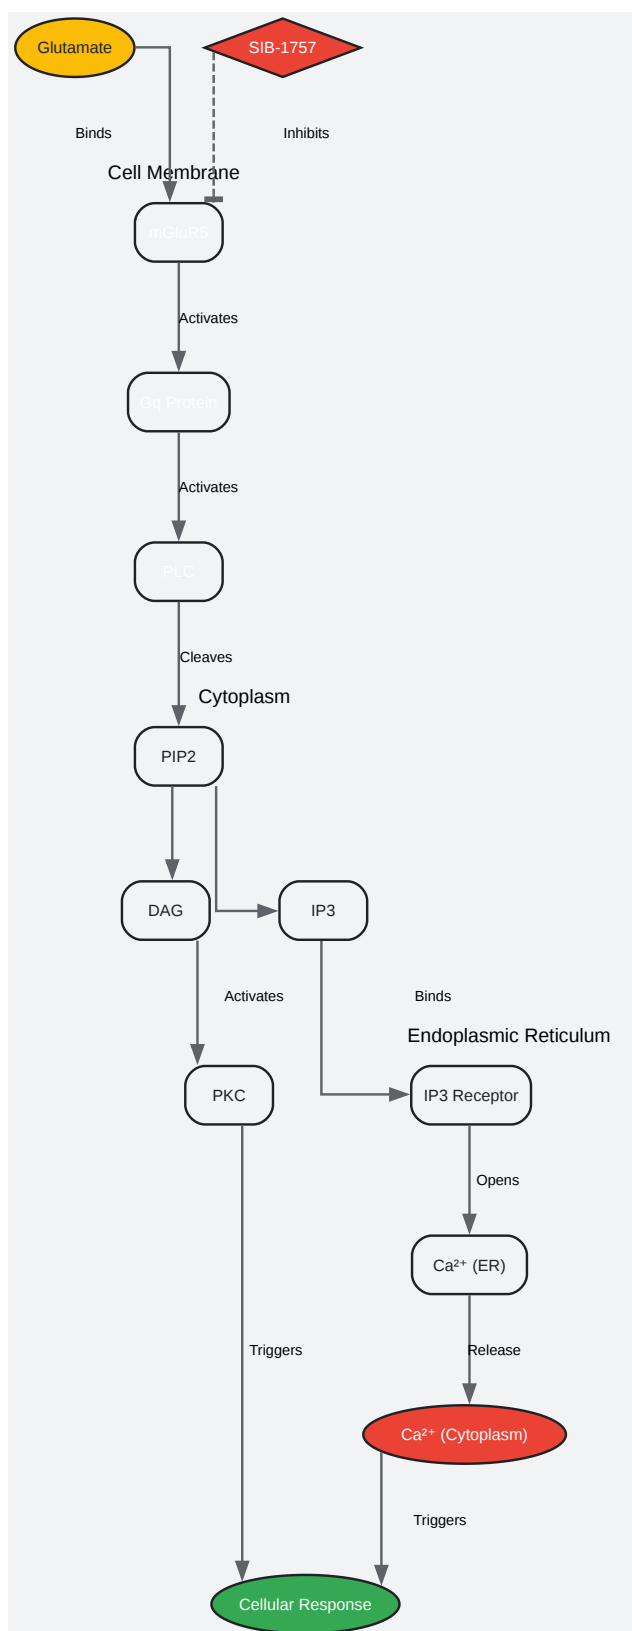 Glutamate
SIB-1757
Binds
Inhibits
Cell Membrane
mGluR5
Activates
Gq Protein
Activates
PLC
Cleaves
Cytoplasm
PIP2
DAG
IP3
Activates
Binds
Endoplasmic Reticulum
PKC
IP3 Receptor
Opens
Ca²⁺ (ER)
Triggers
Release
Ca²⁺ (Cytoplasm)
Triggers
Cellular Response